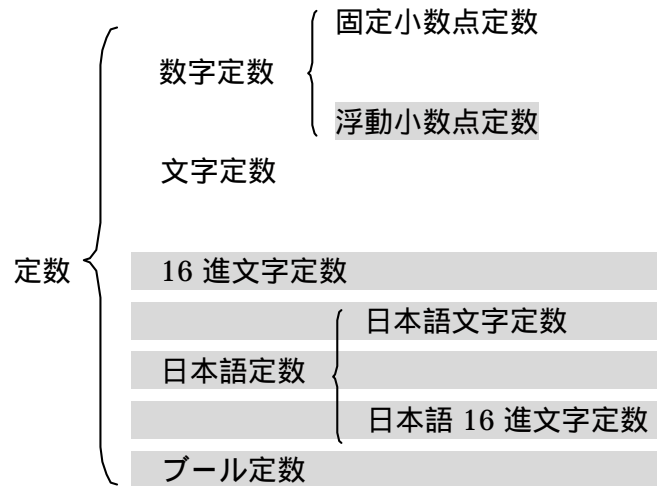 固定小数点定数
数字定数
浮動小数点定数
文字定数
定数
16 進文字定数
日本語文字定数
日本語定数
日本語 16 進文字定数
ブール定数